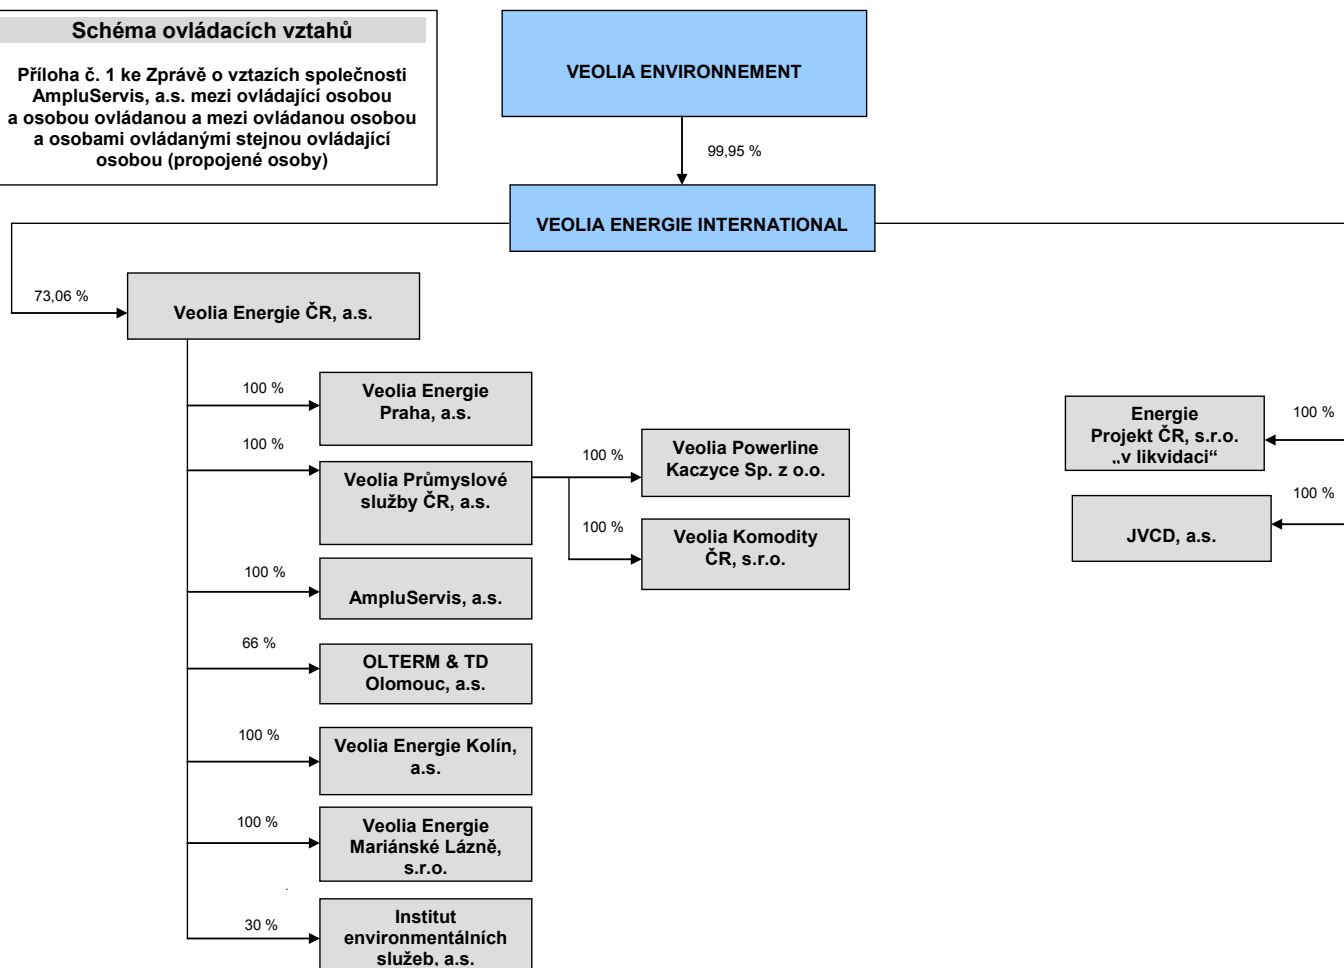 Schéma ovládacích vztahů
Příloha č. 1 ke Zprávě o vztazích společnosti
AmpluServis, a.s. mezi ovládající osobou
a osobou ovládanou a mezi ovládanou osobou
a osobami ovládanými stejnou ovládající
osobou (propojené osoby)
VEOLIA ENVIRONNEMENT
99,95 %
VEOLIA ENERGIE INTERNATIONAL
73,06 %
Veolia Energie ČR, a.s.
100 %
Veolia Energie
Praha, a.s.
100 %
Veolia Průmyslové
služby ČR, a.s.
100 %
Veolia Powerline
Kaczyce Sp. z o.o.
100 %
Veolia Komodity
ČR, s.r.o.
100 %
AmpluServis, a.s.
66 %
OLTERM & TD
Olomouc, a.s.
100 %
Veolia Energie Kolín,
a.s.
100 %
Veolia Energie
Mariánské Lázně,
s.r.o.
30 %
Institut
environmentálních
služeb, a.s.
Energie
Projekt ČR, s.r.o.
„v likvidaci“
100 %
JVCD, a.s.
100 %